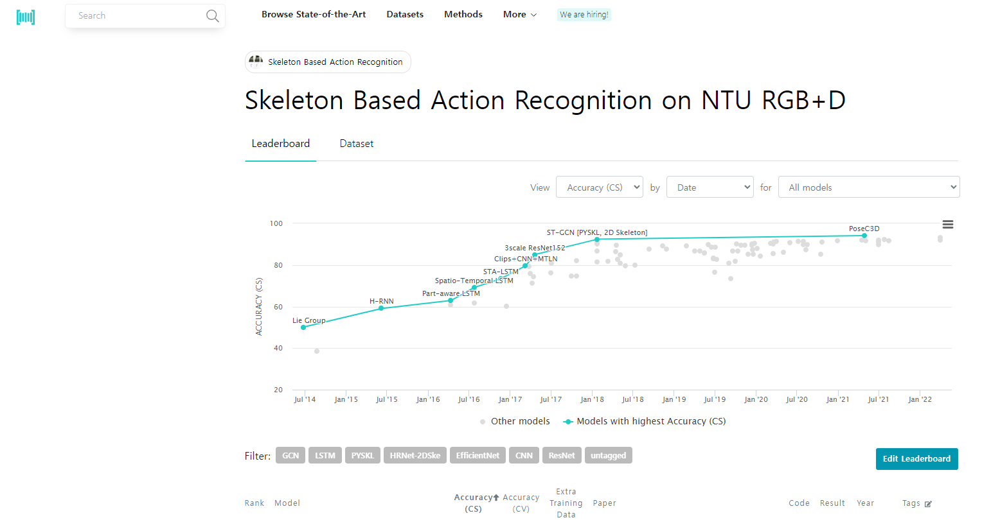 Search
Browse State-of-the-Art Datasets Methods More We are hiring!
Skeleton Based Action Recognition
Skeleton Based Action Recognition on NTU RGB+D
Leaderboard Dataset
View Accuracy (CS) by Date for All models
100
80
60
40
20
ACCURACY (CS)
Lie Group
H-RNN
Part-aware LSTM
Spatio-Temporal LSTM
STA-LSTM
Clips+CNN+MTLN
3scale ResNet152
ST-GCN [PYSKL, 2D Skeleton]
PoseC3D
Jul '14 Jan '15 Jul '15 Jan '16 Jul '16 Jan '17 Jul '17 Jan '18 Jul '18 Jan '19 Jul '19 Jan '20 Jul '20 Jan '21 Jul '21 Jan '22
Other models Models with highest Accuracy (CS)
Filter: GCN LSTM PYSKL HRNet-2DSke EfficientNet CNN ResNet untagged
Edit Leaderboard
Rank Model Accuracy (CS) Accuracy (CV) Extra Training Data Paper Code Result Year Tags